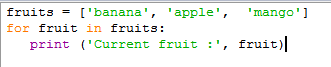 fruits = ['banana', 'apple',  'mango']
for fruit in fruits:
   print ('Current fruit :', fruit)